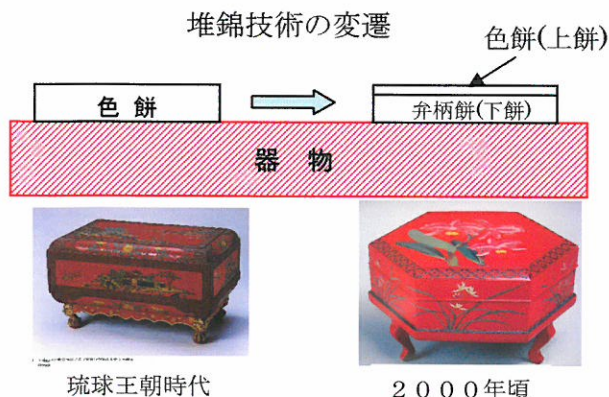 堆錦技術の変遷
色餅(上餅)
色餅
弁柄餅(下餅)
器物
琉球王朝時代
2000年頃